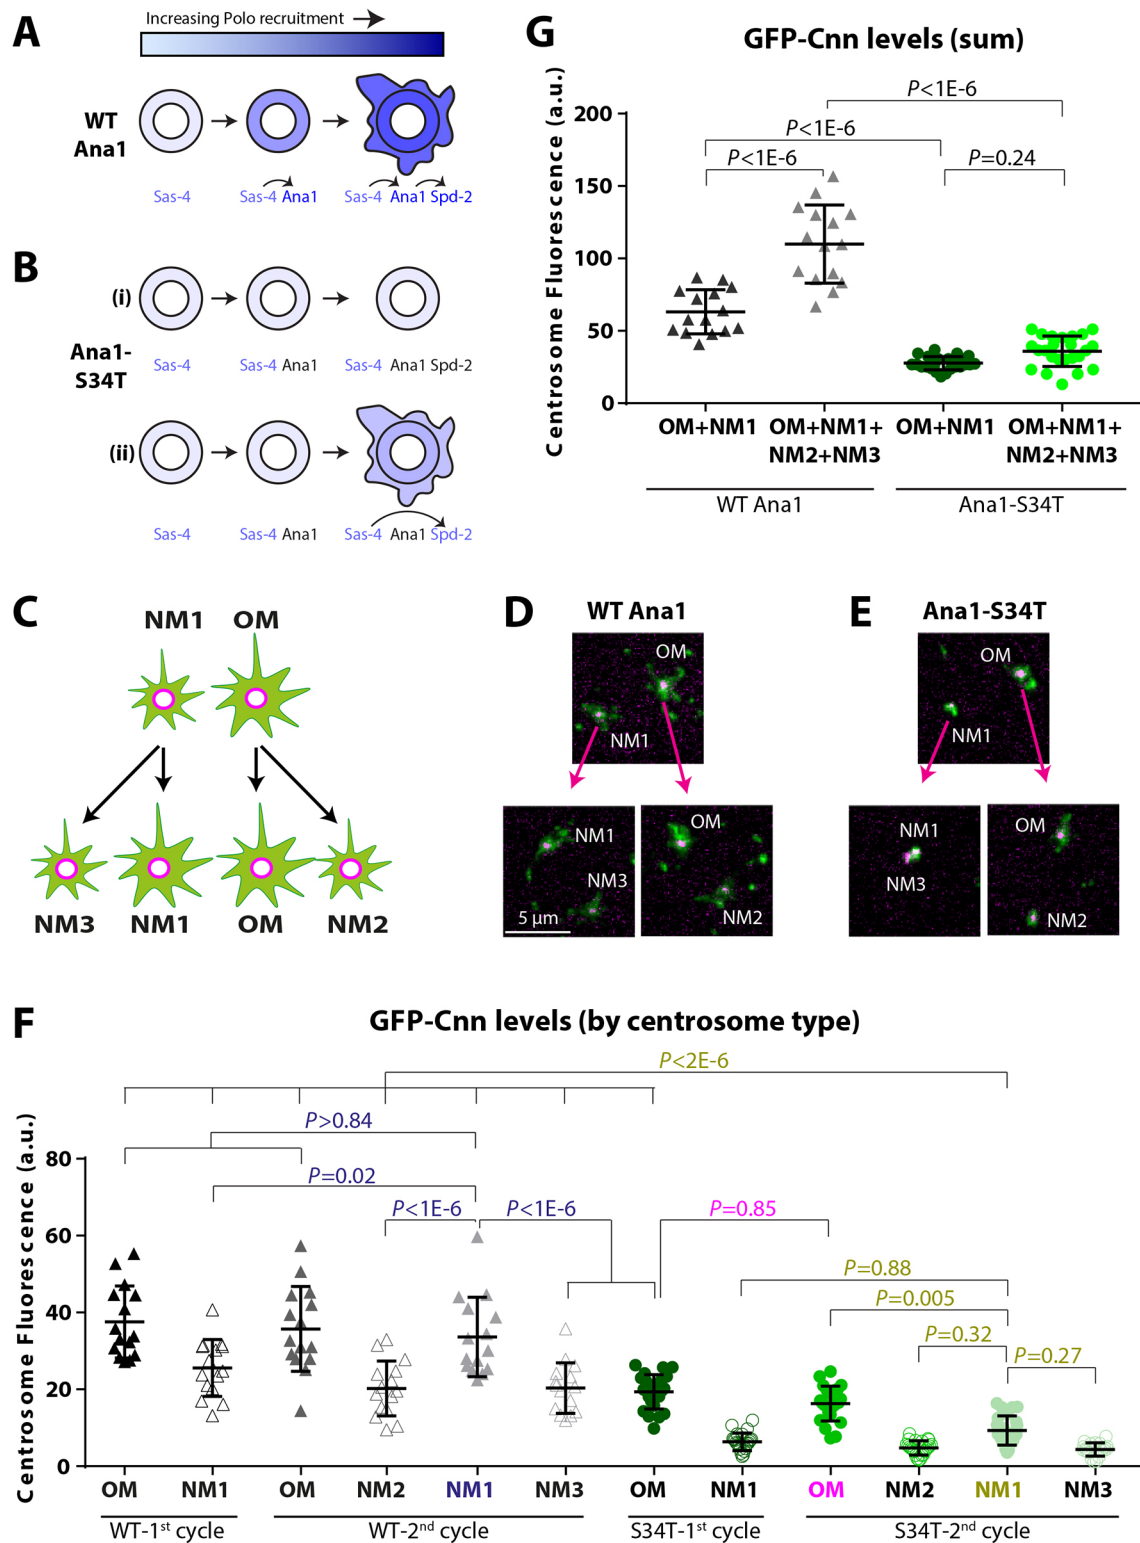 A
Increasing Polo recruitment
WT
Ana1
Sas-4
Sas-4 Ana1
Sas-4 Ana1 Spd-2
B
(i)
Ana1-
S34T
Sas-4
Sas-4 Ana1
Sas-4 Ana1 Spd-2
(ii)
Sas-4
Sas-4 Ana1
Sas-4 Ana1 Spd-2
G
GFP-Cnn levels (sum)
Centrosome Fluorescence (a.u.)
P<1E-6
P<1E-6
P<1E-6
P=0.24
200
150
100
50
0
OM+NM1
OM+NM1+
NM2+NM3
OM+NM1
OM+NM1+
NM2+NM3
WT Ana1
Ana1-S34T
C
NM1
OM
NM3
NM1
OM
NM2
D
WT Ana1
OM
NM1
NM1
NM3
5 µm
OM
NM2
E
Ana1-S34T
OM
NM1
NM1
NM3
OM
NM2
F
GFP-Cnn levels (by centrosome type)
Centrosome Fluorescence (a.u.)
P<2E-6
P>0.84
P=0.02
P<1E-6
P<1E-6
P=0.85
P=0.88
P=0.005
P=0.32
P=0.27
80
60
40
20
0
OM
NM1
OM
NM2
NM1
NM3
OM
NM1
OM
NM2
NM1
NM3
WT-1st cycle
WT-2nd cycle
S34T-1st cycle
S34T-2nd cycle